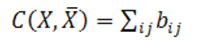 C(X, X̄) = ∑ᵢⱼ bᵢⱼ